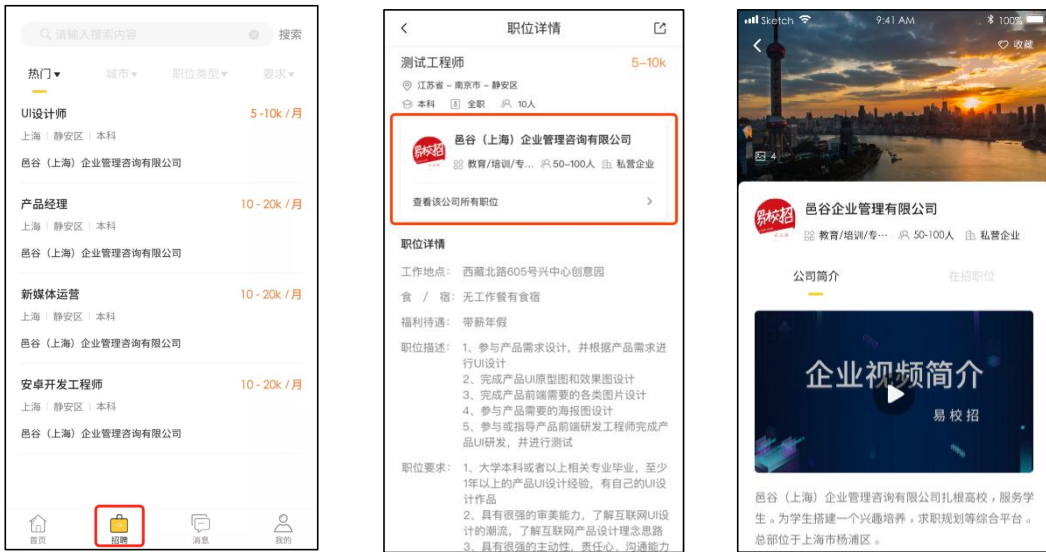 请输入搜索内容
搜索
热门▾ 城市▾ 职位类型▾ 要求▾
UI设计师 5-10k /月
上海 | 静安区 | 本科
邑谷（上海）企业管理咨询有限公司
产品经理 10 - 20k /月
上海 | 静安区 | 本科
邑谷（上海）企业管理咨询有限公司
新媒体运营 10 - 20k /月
上海 | 静安区 | 本科
邑谷（上海）企业管理咨询有限公司
安卓开发工程师 10 - 20k /月
上海 | 静安区 | 本科
邑谷（上海）企业管理咨询有限公司
首页 招聘 消息 我的
职位详情
测试工程师 5–10k
江苏省 – 南京市 – 静安区
本科 全职 10人
易校招
邑谷（上海）企业管理咨询有限公司
教育/培训/专... 50–100人 私营企业
查看该公司所有职位
职位详情
工作地点： 西藏北路605号兴中心创意园
食 / 宿： 无工作餐有食宿
福利待遇： 带薪年假
职位描述： 1、参与产品需求设计，并根据产品需求进
行UI设计
2、完成产品UI原型图和效果图设计
3、完成产品前端需要的各类图片设计
4、参与产品需要的海报图设计
5、参与或指导产品前端研发工程师完成产
品UI研发，并进行测试
职位要求： 1、大学本科或者以上相关专业毕业，至少
1年以上的产品UI设计经验，有自己的UI设
计作品
2、具有很强的审美能力，了解互联网UI设
计的潮流，了解互联网产品设计理念思路
3、具有很强的主动性，责任心、沟通能力
Sketch 9:41 AM 100%
收藏
4
易校招
邑谷企业管理有限公司
教育/培训/专... 50-100人 私营企业
公司简介 在招职位
企业视频简介
易校招
邑谷（上海）企业管理咨询有限公司扎根高校，服务学
生。为学生搭建一个兴趣培养，求职规划等综合平台。
总部位于上海市杨浦区。